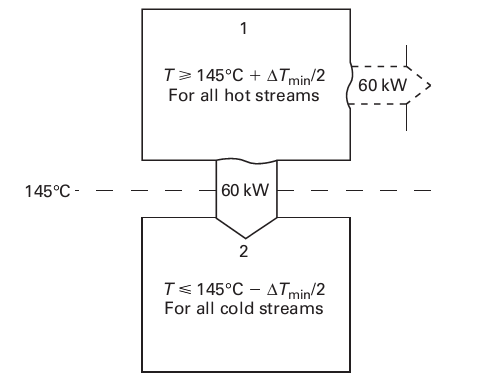 1
T ≥ 145°C + ΔTmin/2
For all hot streams
60 kW
145°C
60 kW
2
T ≤ 145°C − ΔTmin/2
For all cold streams